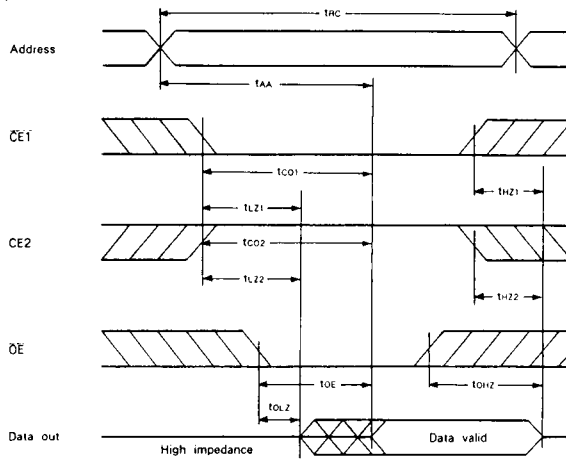 tRC
Address
tAA
CE1
tCO1
tHZ1
tLZ1
CE2
tCO2
tLZ2
tHZ2
OE
tOE
tOHZ
tOLZ
Data out
High impedance
Data valid